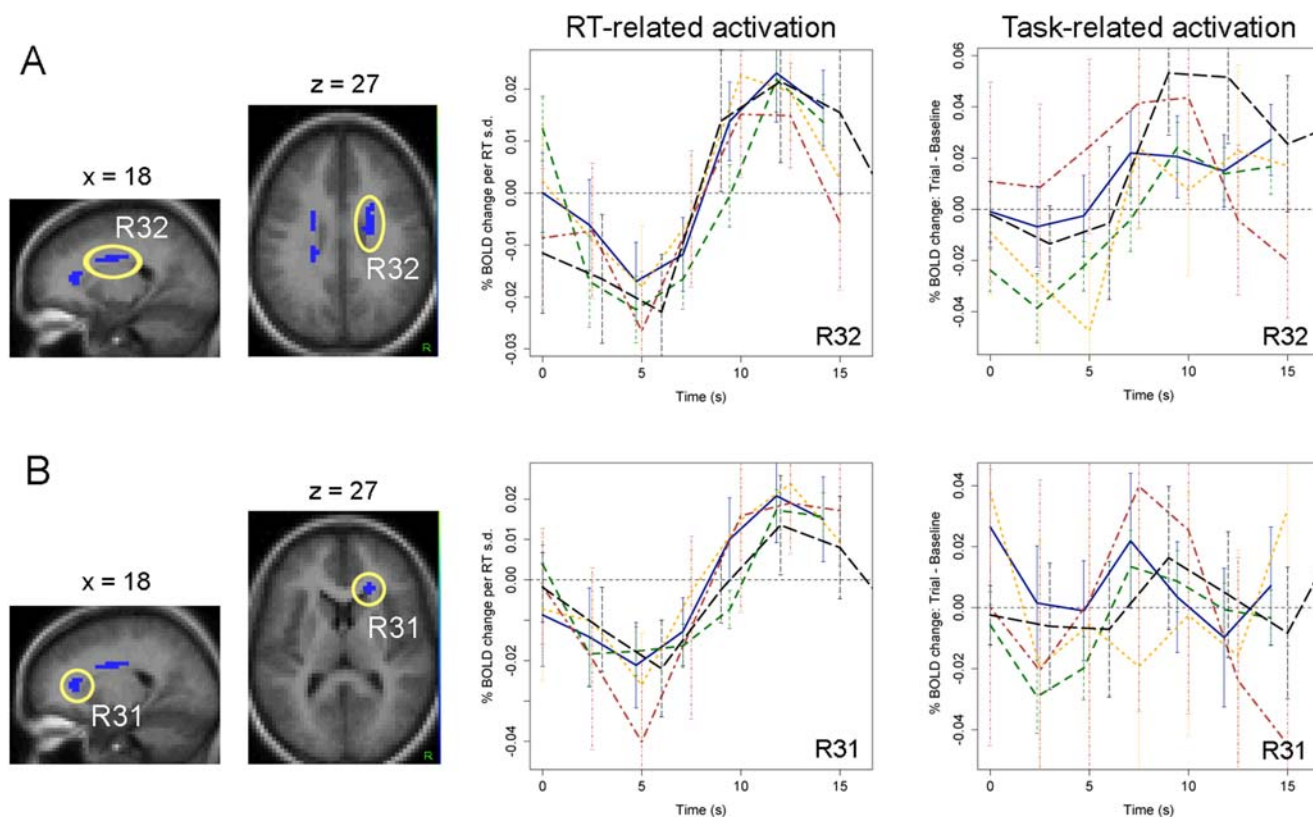 RT-related activation
Task-related activation
A
x = 18
R32
z = 27
R32
R
% BOLD change per RT s.d.
0.02
0.01
0.00
-0.01
-0.02
-0.03
0
5
10
15
Time (s)
R32
% BOLD change: Trial - Baseline
0.06
0.04
0.02
0.00
-0.02
-0.04
0
5
10
15
Time (s)
R32
B
x = 18
R31
z = 27
R31
R
% BOLD change per RT s.d.
0.02
0.00
-0.02
-0.04
0
5
10
15
Time (s)
R31
% BOLD change: Trial - Baseline
0.04
0.02
0.00
-0.02
-0.04
0
5
10
15
Time (s)
R31